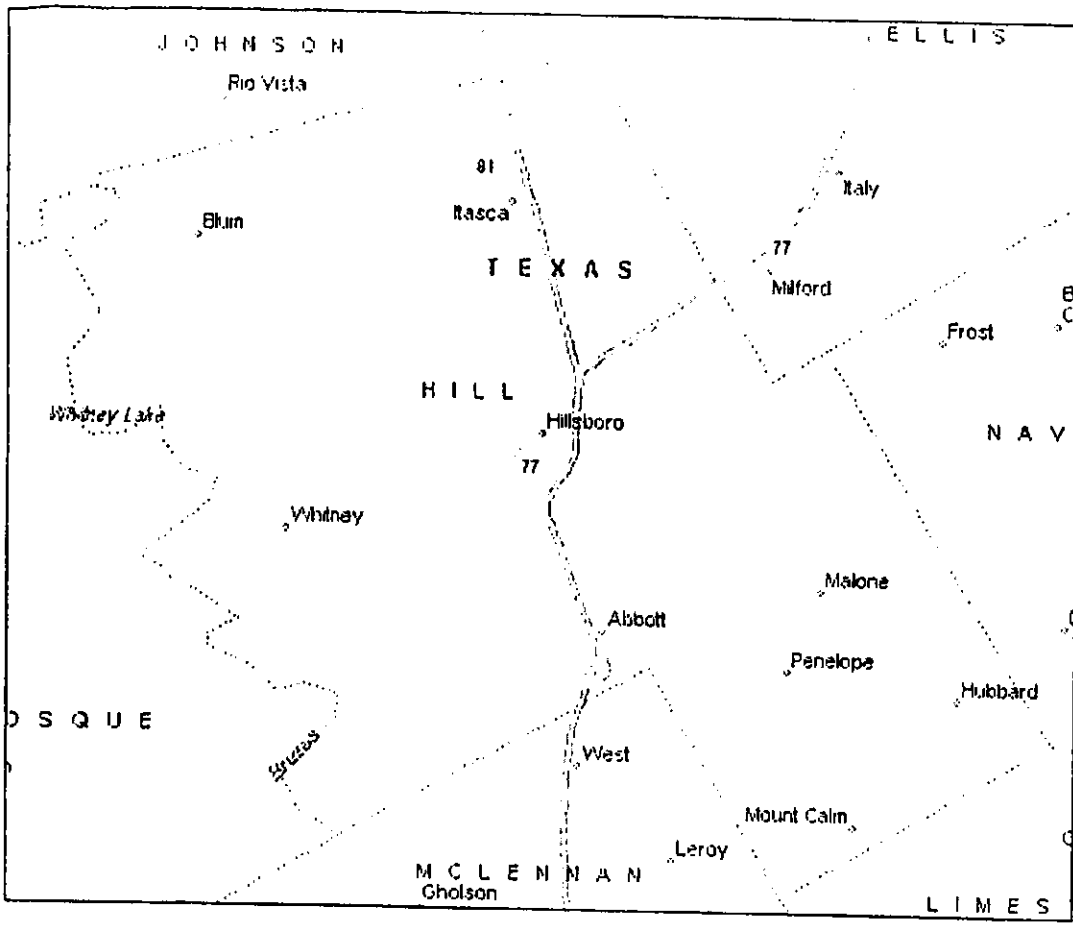 JOHNSON
ELLIS
Rio Vista
81
Italy
Itasca
Blum
77
TEXAS
Milford
Frost
HILL
Whitney Lake
Hillsboro
NAV
77
Whitney
Malone
Abbott
Penelope
Hubbard
OSQUE
Brazos
West
Mount Calm
Leroy
MCLENNAN
Gholson
LIMES